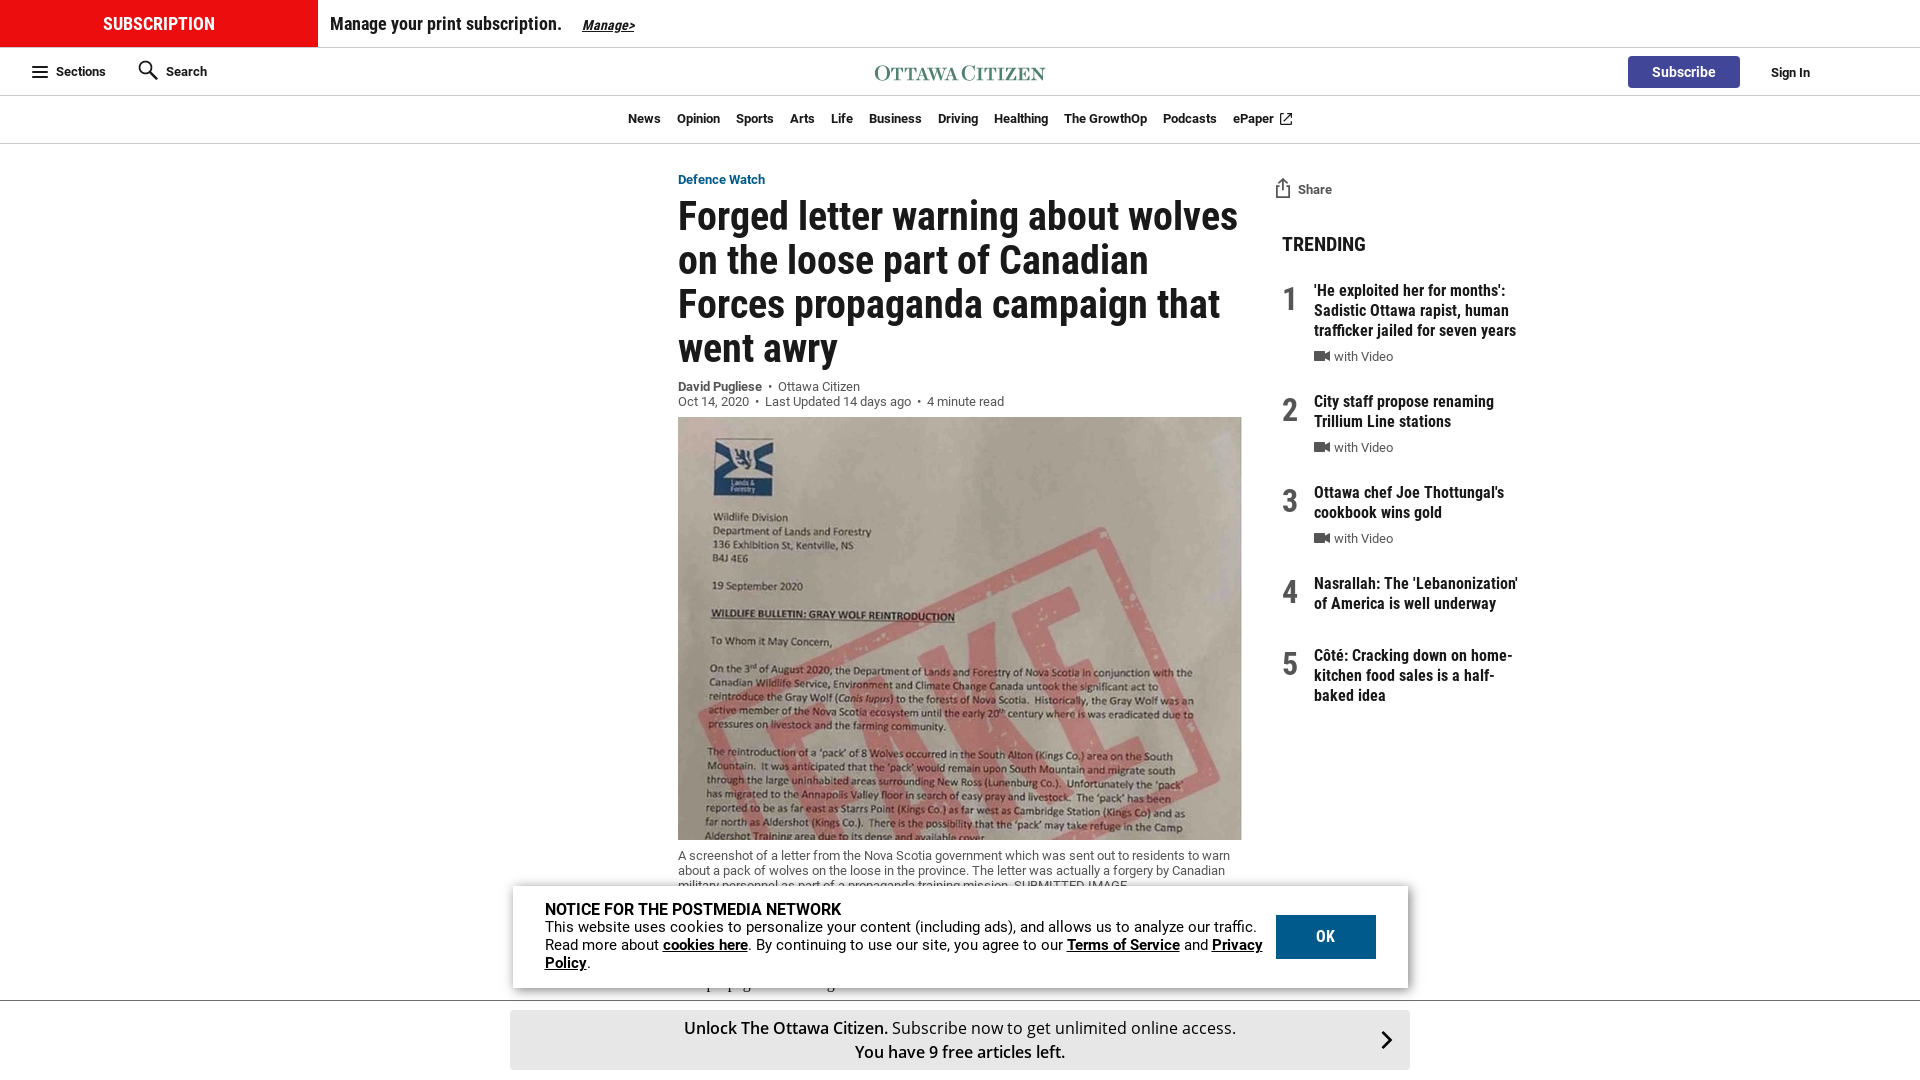 SUBSCRIPTION
Manage your print subscription. Manage>
Sections Search OTTAWA CITIZEN Subscribe Sign In
News Opinion Sports Arts Life Business Driving Healthing The GrowthOp Podcasts ePaper
Defence Watch
Forged letter warning about wolves
on the loose part of Canadian
Forces propaganda campaign that
went awry
David Pugliese • Ottawa Citizen
Oct 14, 2020 • Last Updated 14 days ago • 4 minute read
Lands &
Forestry
Wildlife Division
Department of Lands and Forestry
136 Exhibition St, Kentville, NS
B4J 4E6
19 September 2020
WILDLIFE BULLETIN: GRAY WOLF REINTRODUCTION
To Whom it May Concern,
On the 3rd of August 2020, the Department of Lands and Forestry of Nova Scotia in conjunction with the
Canadian Wildlife Service, Environment and Climate Change Canada untook the significant act to
reintroduce the Gray Wolf (Canis lupus) to the forests of Nova Scotia. Historically, the Gray Wolf was an
active member of the Nova Scotia ecosystem until the early 20th century where is was eradicated due to
pressures on livestock and the farming community.
The reintroduction of a 'pack' of 8 Wolves occurred in the South Alton (Kings Co.) area on the South
Mountain. It was anticipated that the 'pack' would remain upon South Mountain and migrate south
through the large uninhabited areas surrounding New Ross (Lunenburg Co.). Unfortunately the 'pack'
has migrated to the Annapolis Valley floor in search of easy pray and livestock. The 'pack' has been
reported to be as far east as Starrs Point (Kings Co.) as far west as Cambridge Station (Kings Co) and as
far north as Aldershot (Kings Co.). There is the possibility that the 'pack' may take refuge in the Camp
Aldershot Training area due to its dense and available cover.
FAKE
A screenshot of a letter from the Nova Scotia government which was sent out to residents to warn
about a pack of wolves on the loose in the province. The letter was actually a forgery by Canadian
military personnel as part of a propaganda training mission. SUBMITTED IMAGE
Share
TRENDING
1 'He exploited her for months':
Sadistic Ottawa rapist, human
trafficker jailed for seven years
with Video
2 City staff propose renaming
Trillium Line stations
with Video
3 Ottawa chef Joe Thottungal's
cookbook wins gold
with Video
4 Nasrallah: The 'Lebanonization'
of America is well underway
5 Côté: Cracking down on home-
kitchen food sales is a half-
baked idea
NOTICE FOR THE POSTMEDIA NETWORK
This website uses cookies to personalize your content (including ads), and allows us to analyze our traffic.
Read more about cookies here. By continuing to use our site, you agree to our Terms of Service and Privacy
Policy.
OK
Unlock The Ottawa Citizen. Subscribe now to get unlimited online access.
You have 9 free articles left.